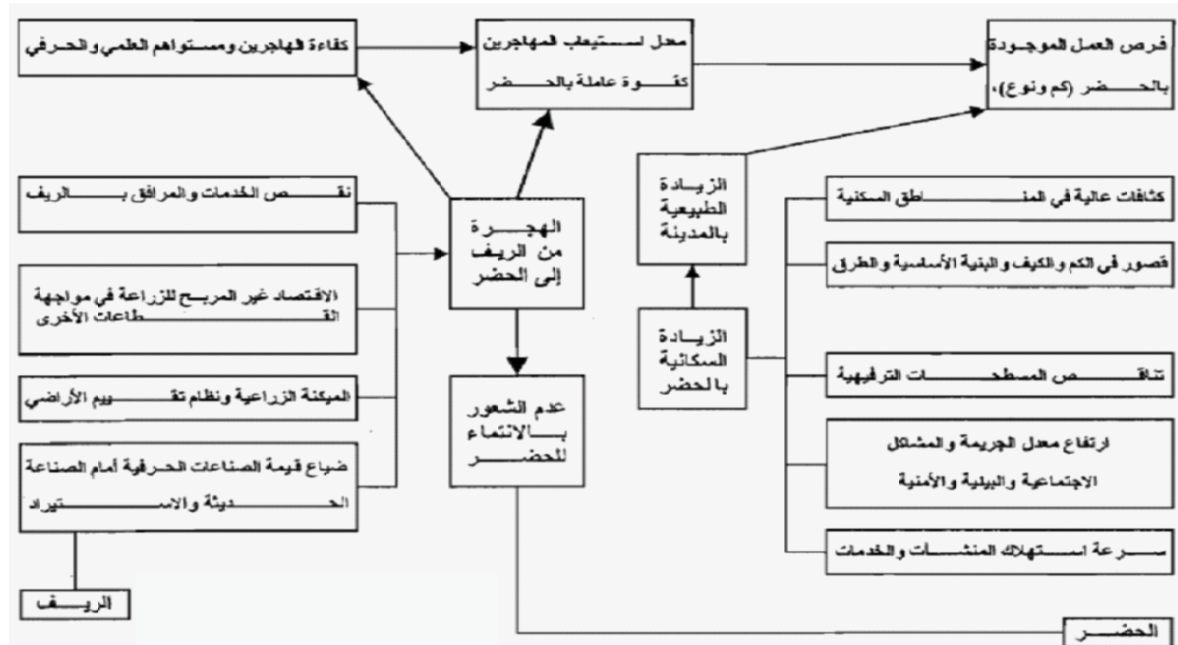 فرص العمل الموجودة
بالحضر (كم ونوع)،
معدل استيعاب المهاجرين
كقوة عاملة بالحضر
كفاءة الهاجرين ومستواهم العلمي والحرفي
الزيادة
الطبيعية
بالمدينة
كثافات عالية في المناطق السكنية
قصور في الكم والكيف والبنية الأساسية والطرق
الزيادة
السكانية
بالحضر
تناقص المسطحات الترفيهية
ارتفاع معدل الجريمة والمشاكل
الاجتماعية والبيئية والأمنية
سرعة استهلاك المنشآت والخدمات
الهجرة
من الريف
إلى الحضر
عدم الشعور
بالانتماء
للحضر
نقص الخدمات والمرافق بالريف
الاقتصاد غير المربح للزراعة في مواجهة
القطاعات الأخرى
الميكنة الزراعية ونظام تقييم الأراضي
ضياع قيمة الصناعات الحرفية أمام الصناعة
الحديثة والاستيراد
الريف
الحضر